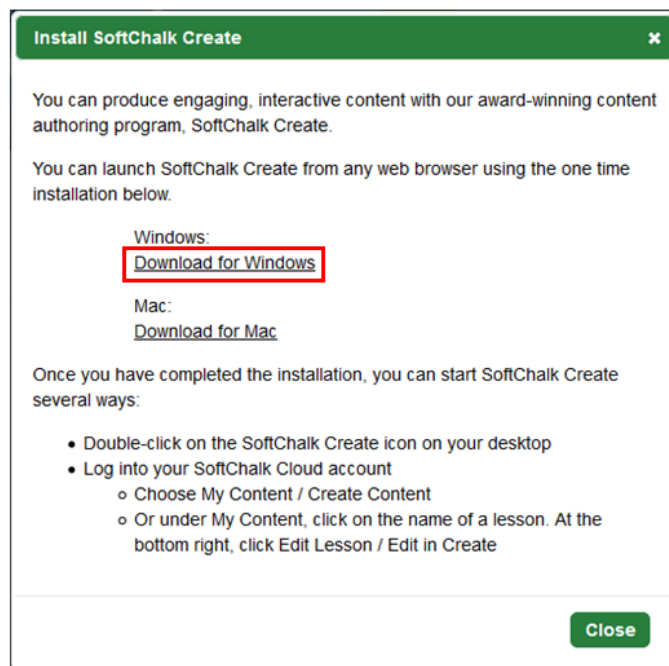 Install SoftChalk Create
You can produce engaging, interactive content with our award-winning content
authoring program, SoftChalk Create.
You can launch SoftChalk Create from any web browser using the one time
installation below.
Windows:
Download for Windows
Mac:
Download for Mac
Once you have completed the installation, you can start SoftChalk Create
several ways:
• Double-click on the SoftChalk Create icon on your desktop
• Log into your SoftChalk Cloud account
○ Choose My Content / Create Content
○ Or under My Content, click on the name of a lesson. At the
bottom right, click Edit Lesson / Edit in Create
Close